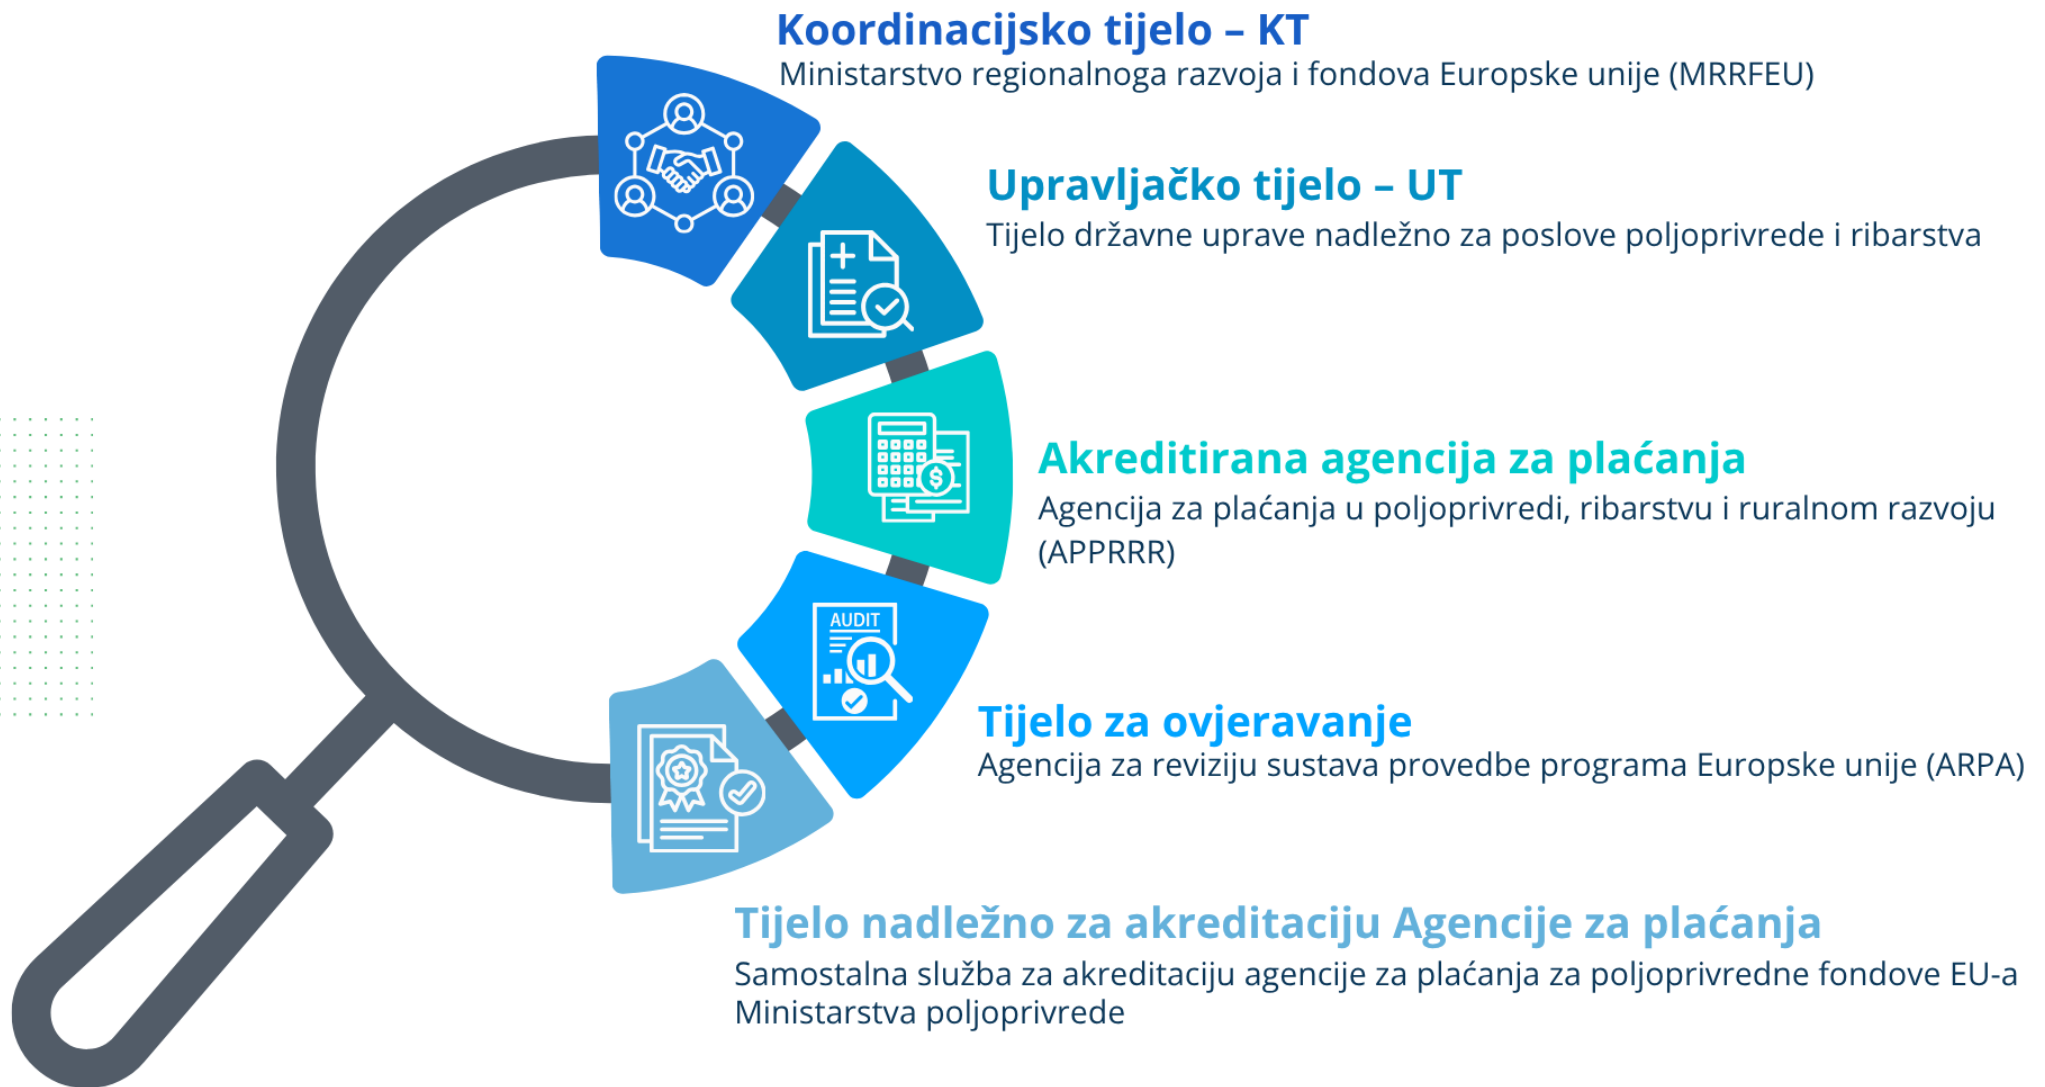 Koordinacijsko tijelo – KT
Ministarstvo regionalnoga razvoja i fondova Europske unije (MRRFEU)
Upravljačko tijelo – UT
Tijelo državne uprave nadležno za poslove poljoprivrede i ribarstva
Akreditirana agencija za plaćanja
Agencija za plaćanja u poljoprivredi, ribarstvu i ruralnom razvoju
(APPRRR)
AUDIT
Tijelo za ovjeravanje
Agencija za reviziju sustava provedbe programa Europske unije (ARPA)
Tijelo nadležno za akreditaciju Agencije za plaćanja
Samostalna služba za akreditaciju agencije za plaćanja za poljoprivredne fondove EU-a
Ministarstva poljoprivrede